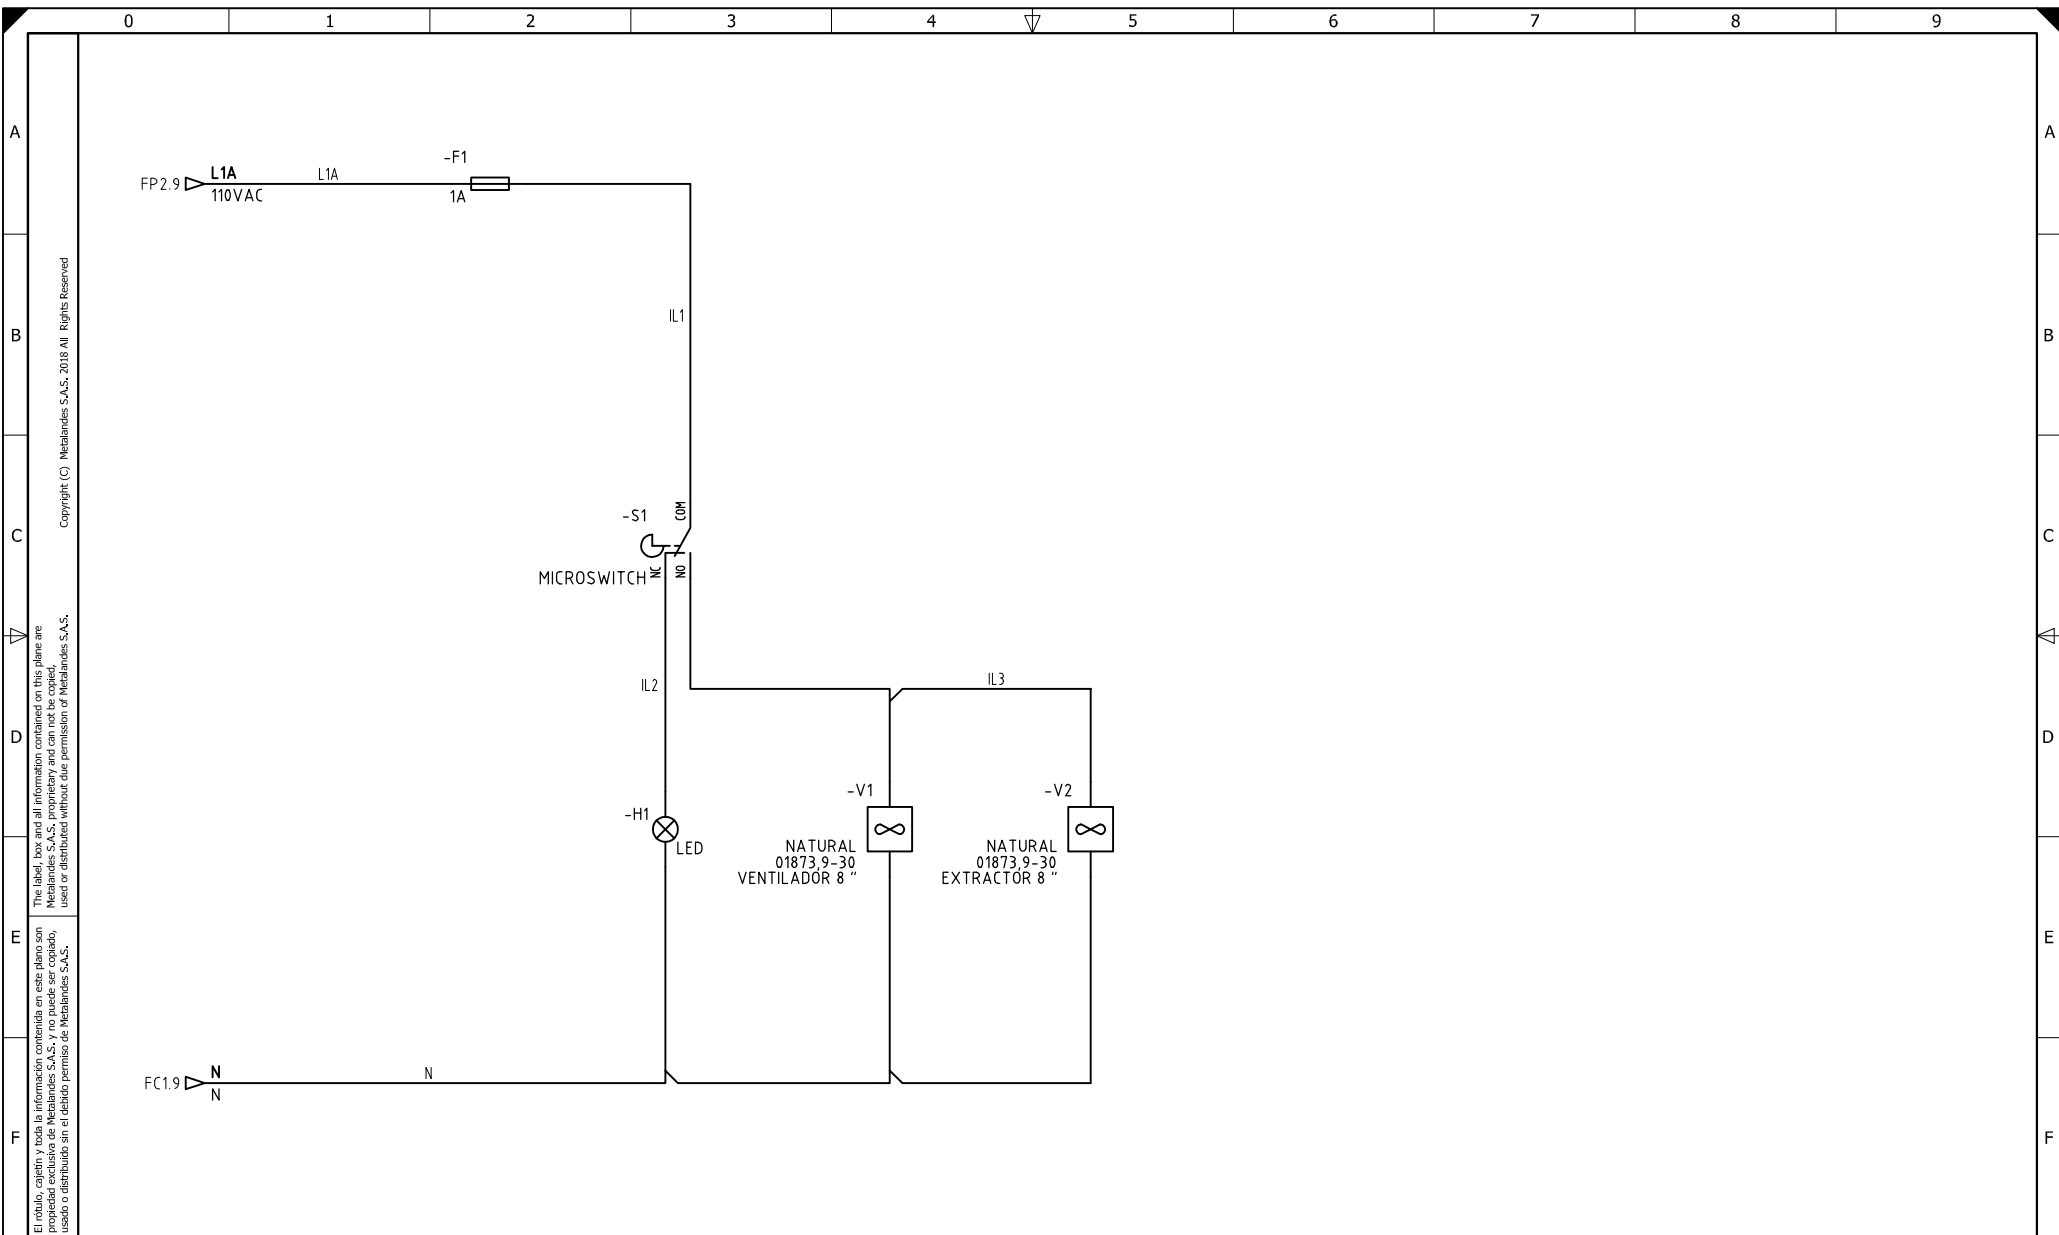 0 1 2 3 4 5 6 7 8 9
A A
-F1
FP2.9 L1A L1A
110VAC 1A
Copyright (C) Metalandes S.A.S. 2018 All Rights Reserved
IL1
B B
-S1 COM
C C
MICROSWITCH NC NO
The label, box and all information contained on this plane are
Metalandes S.A.S. proprietary and can not be copied,
used or distributed without due permission of Metalandes S.A.S.
IL2 IL3
D D
-V1 -V2
-H1
LED
NATURAL
01873,9-30
VENTILADOR 8 "
NATURAL
01873,9-30
EXTRACTOR 8 "
E E
El rótulo, cajetín y toda la información contenida en este plano son
propiedad exclusiva de Metalandes S.A.S. y no puede ser copiado,
usado o distribuido sin el debido permiso de Metalandes S.A.S.
FC1.9 N N
N
F F